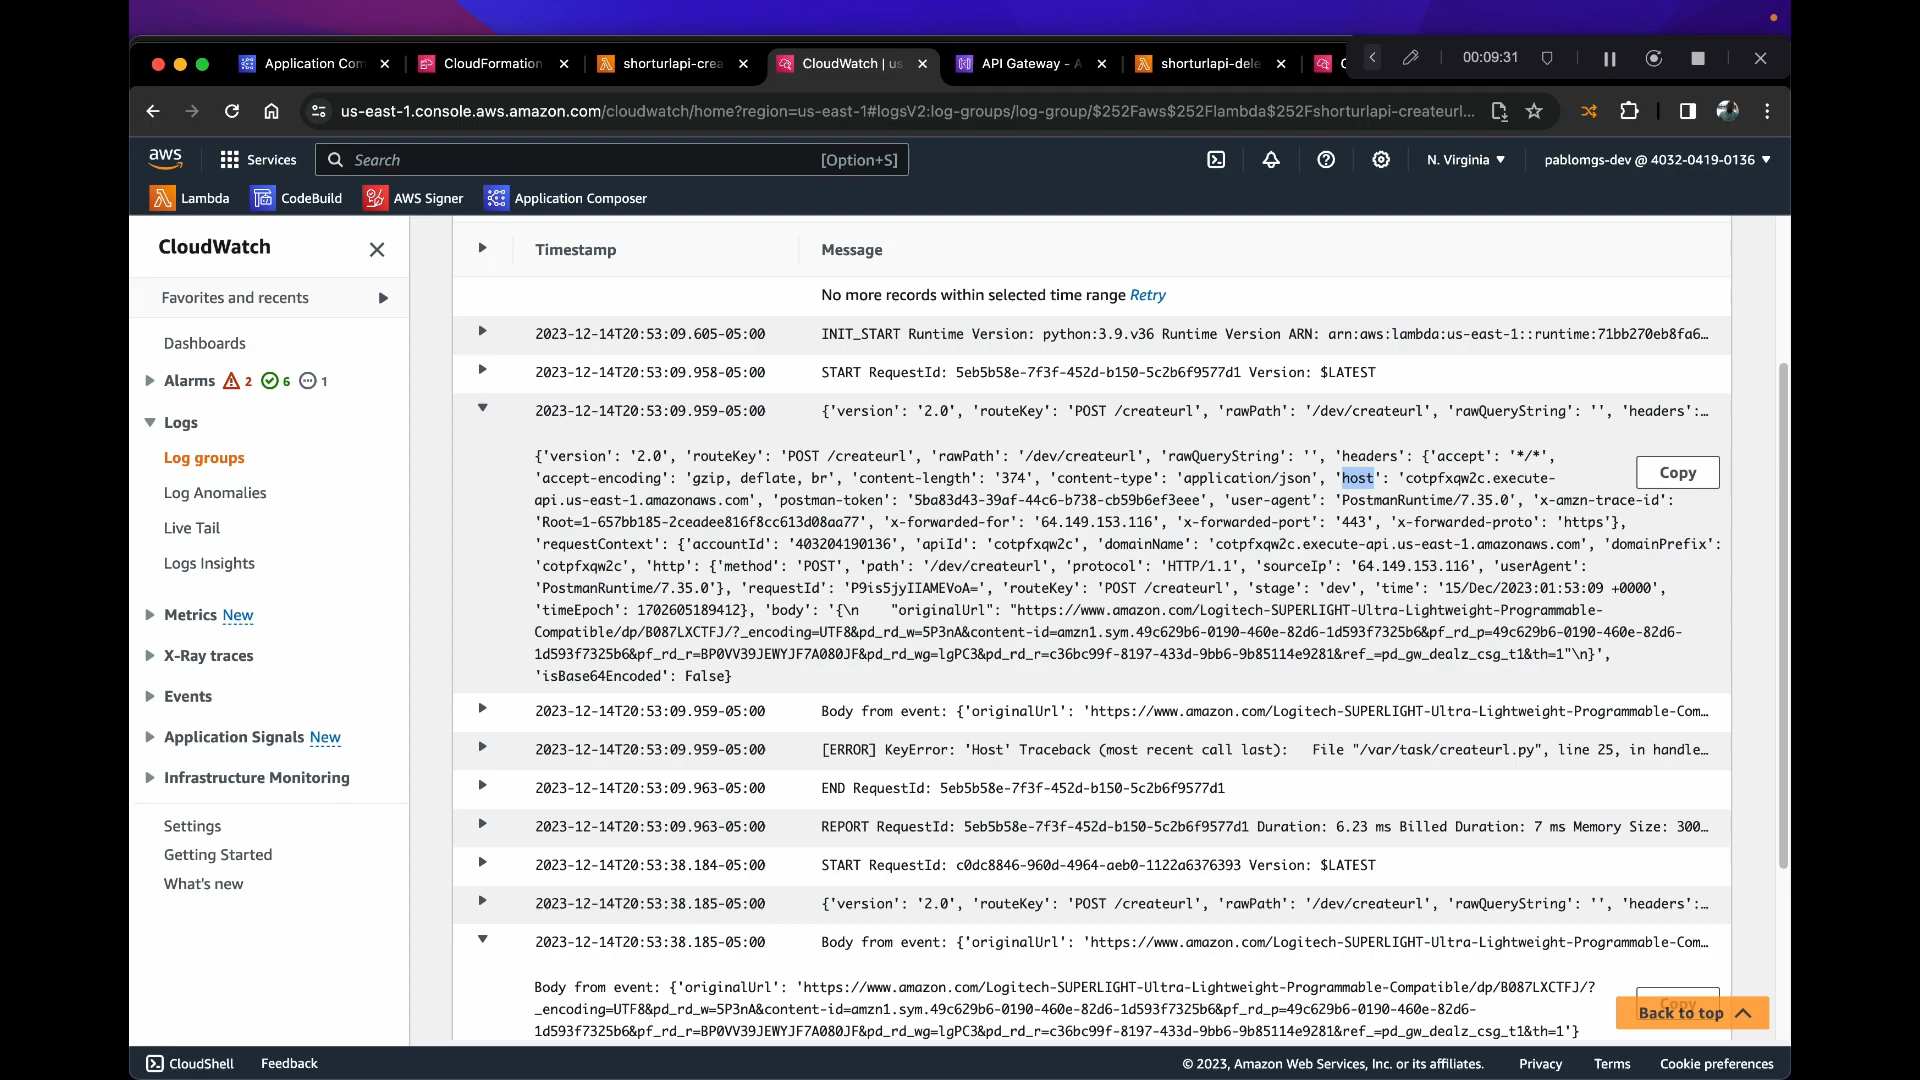 Application Com
CloudFormation
shorturlapi-crea
CloudWatch | us
API Gateway - A
shorturlapi-dele
00:09:31
us-east-1.console.aws.amazon.com/cloudwatch/home?region=us-east-1#logsV2:log-groups/log-group/$252Faws$252Flambda$252Fshorturlapi-createurl...
aws
Services
Search
[Option+S]
N. Virginia
pablomgs-dev @ 4032-0419-0136
Lambda
CodeBuild
AWS Signer
Application Composer
CloudWatch
Favorites and recents
Dashboards
Alarms 2 6 1
Logs
Log groups
Log Anomalies
Live Tail
Logs Insights
Metrics New
X-Ray traces
Events
Application Signals New
Infrastructure Monitoring
Settings
Getting Started
What's new
Timestamp Message
No more records within selected time range Retry
2023-12-14T20:53:09.605-05:00 INIT_START Runtime Version: python:3.9.v36 Runtime Version ARN: arn:aws:lambda:us-east-1::runtime:71bb270eb8fa6…
2023-12-14T20:53:09.958-05:00 START RequestId: 5eb5b58e-7f3f-452d-b150-5c2b6f9577d1 Version: $LATEST
2023-12-14T20:53:09.959-05:00 {'version': '2.0', 'routeKey': 'POST /createurl', 'rawPath': '/dev/createurl', 'rawQueryString': '', 'headers':…
{'version': '2.0', 'routeKey': 'POST /createurl', 'rawPath': '/dev/createurl', 'rawQueryString': '', 'headers': {'accept': '*/*',
'accept-encoding': 'gzip, deflate, br', 'content-length': '374', 'content-type': 'application/json', 'host': 'cotpfxqw2c.execute-
api.us-east-1.amazonaws.com', 'postman-token': '5ba83d43-39af-44c6-b738-cb59b6ef3eee', 'user-agent': 'PostmanRuntime/7.35.0', 'x-amzn-trace-id':
'Root=1-657bb185-2ceadee816f8cc613d08aa77', 'x-forwarded-for': '64.149.153.116', 'x-forwarded-port': '443', 'x-forwarded-proto': 'https'},
'requestContext': {'accountId': '403204190136', 'apiId': 'cotpfxqw2c', 'domainName': 'cotpfxqw2c.execute-api.us-east-1.amazonaws.com', 'domainPrefix':
'cotpfxqw2c', 'http': {'method': 'POST', 'path': '/dev/createurl', 'protocol': 'HTTP/1.1', 'sourceIp': '64.149.153.116', 'userAgent':
'PostmanRuntime/7.35.0'}, 'requestId': 'P9is5jyIIAMEVoA=', 'routeKey': 'POST /createurl', 'stage': 'dev', 'time': '15/Dec/2023:01:53:09 +0000',
'timeEpoch': 1702605189412}, 'body': '{\n    "originalUrl": "https://www.amazon.com/Logitech-SUPERLIGHT-Ultra-Lightweight-Programmable-
Compatible/dp/B087LXCTFJ/?_encoding=UTF8&pd_rd_w=5P3nA&content-id=amzn1.sym.49c629b6-0190-460e-82d6-1d593f7325b6&pf_rd_p=49c629b6-0190-460e-82d6-
1d593f7325b6&pf_rd_r=BP0VV39JEWYJF7A080JF&pd_rd_wg=lgPC3&pd_rd_r=c36bc99f-8197-433d-9bb6-9b85114e9281&ref_=pd_gw_dealz_csg_t1&th=1"\n}',
'isBase64Encoded': False}
Copy
2023-12-14T20:53:09.959-05:00 Body from event: {'originalUrl': 'https://www.amazon.com/Logitech-SUPERLIGHT-Ultra-Lightweight-Programmable-Com…
2023-12-14T20:53:09.959-05:00 [ERROR] KeyError: 'Host' Traceback (most recent call last):   File "/var/task/createurl.py", line 25, in handle…
2023-12-14T20:53:09.963-05:00 END RequestId: 5eb5b58e-7f3f-452d-b150-5c2b6f9577d1
2023-12-14T20:53:09.963-05:00 REPORT RequestId: 5eb5b58e-7f3f-452d-b150-5c2b6f9577d1 Duration: 6.23 ms Billed Duration: 7 ms Memory Size: 300…
2023-12-14T20:53:38.184-05:00 START RequestId: c0dc8846-960d-4964-aeb0-1122a6376393 Version: $LATEST
2023-12-14T20:53:38.185-05:00 {'version': '2.0', 'routeKey': 'POST /createurl', 'rawPath': '/dev/createurl', 'rawQueryString': '', 'headers':…
2023-12-14T20:53:38.185-05:00 Body from event: {'originalUrl': 'https://www.amazon.com/Logitech-SUPERLIGHT-Ultra-Lightweight-Programmable-Com…
Body from event: {'originalUrl': 'https://www.amazon.com/Logitech-SUPERLIGHT-Ultra-Lightweight-Programmable-Compatible/dp/B087LXCTFJ/?
_encoding=UTF8&pd_rd_w=5P3nA&content-id=amzn1.sym.49c629b6-0190-460e-82d6-1d593f7325b6&pf_rd_p=49c629b6-0190-460e-82d6-
1d593f7325b6&pf_rd_r=BP0VV39JEWYJF7A080JF&pd_rd_wg=lgPC3&pd_rd_r=c36bc99f-8197-433d-9bb6-9b85114e9281&ref_=pd_gw_dealz_csg_t1&th=1'}
Copy
Back to top
CloudShell
Feedback
© 2023, Amazon Web Services, Inc. or its affiliates.
Privacy
Terms
Cookie preferences